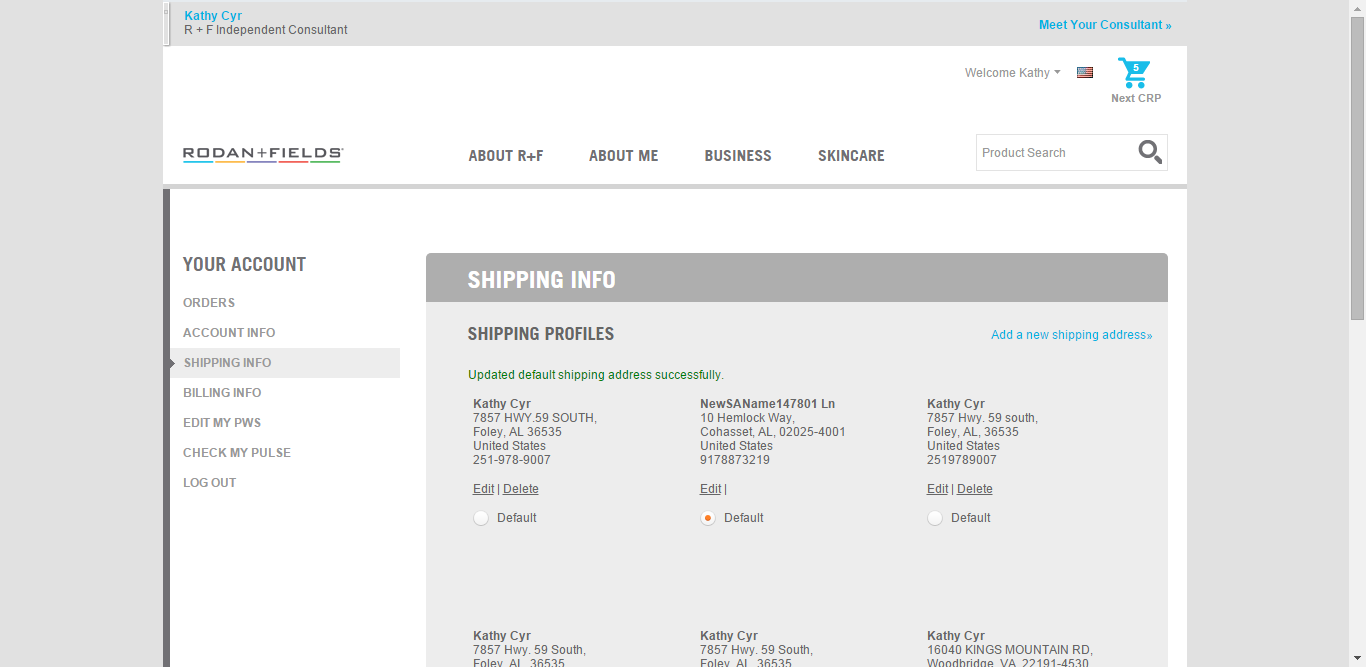 Kathy Cyr
R + F Independent Consultant
Meet Your Consultant »
Welcome Kathy
5
Next CRP
RODAN+FIELDS
ABOUT R+F
ABOUT ME
BUSINESS
SKINCARE
Product Search
YOUR ACCOUNT
ORDERS
ACCOUNT INFO
SHIPPING INFO
BILLING INFO
EDIT MY PWS
CHECK MY PULSE
LOG OUT
SHIPPING INFO
SHIPPING PROFILES
Add a new shipping address»
Updated default shipping address successfully.
Kathy Cyr
7857 HWY.59 SOUTH,
Foley, AL 36535
United States
251-978-9007
Edit | Delete
Default
NewSAName147801 Ln
10 Hemlock Way,
Cohasset, AL, 02025-4001
United States
9178873219
Edit |
Default
Kathy Cyr
7857 Hwy. 59 south,
Foley, AL, 36535
United States
2519789007
Edit | Delete
Default
Kathy Cyr
7857 Hwy. 59 South,
Foley, AL, 36535
Kathy Cyr
7857 Hwy. 59 South,
Foley, AL, 36535
Kathy Cyr
16040 KINGS MOUNTAIN RD,
Woodbridge, VA, 22191-4530